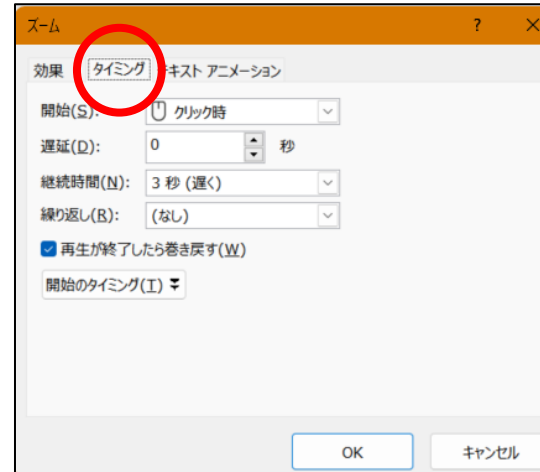 ズーム ? ×
効果 タイミング テキスト アニメーション
開始(S): クリック時
遅延(D): 0 秒
継続時間(N): 3 秒 (遅く)
繰り返し(R): (なし)
再生が終了したら巻き戻す(W)
開始のタイミング(T)
OK キャンセル